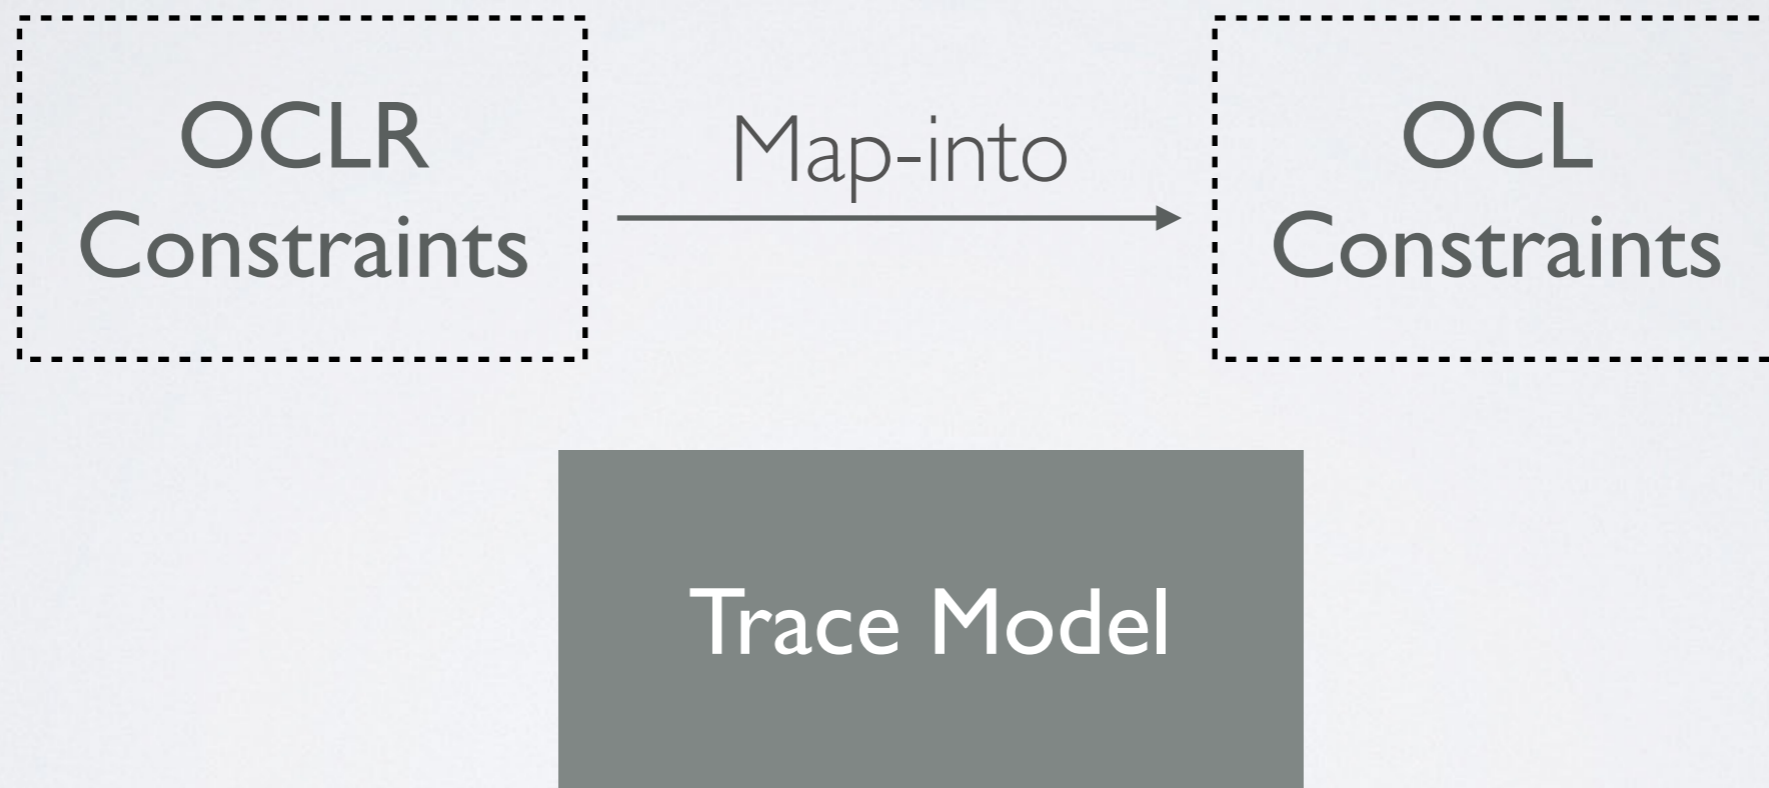 OCLR
Constraints
Map-into
OCL
Constraints
Trace Model